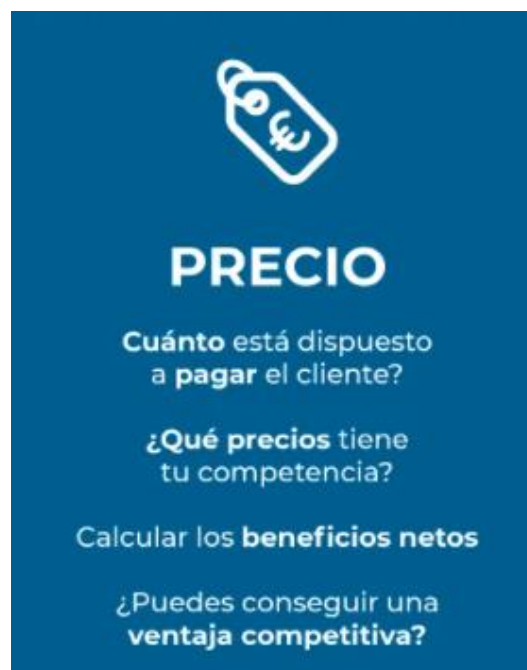 €
PRECIO
Cuánto está dispuesto
a pagar el cliente?
¿Qué precios tiene
tu competencia?
Calcular los beneficios netos
¿Puedes conseguir una
ventaja competitiva?